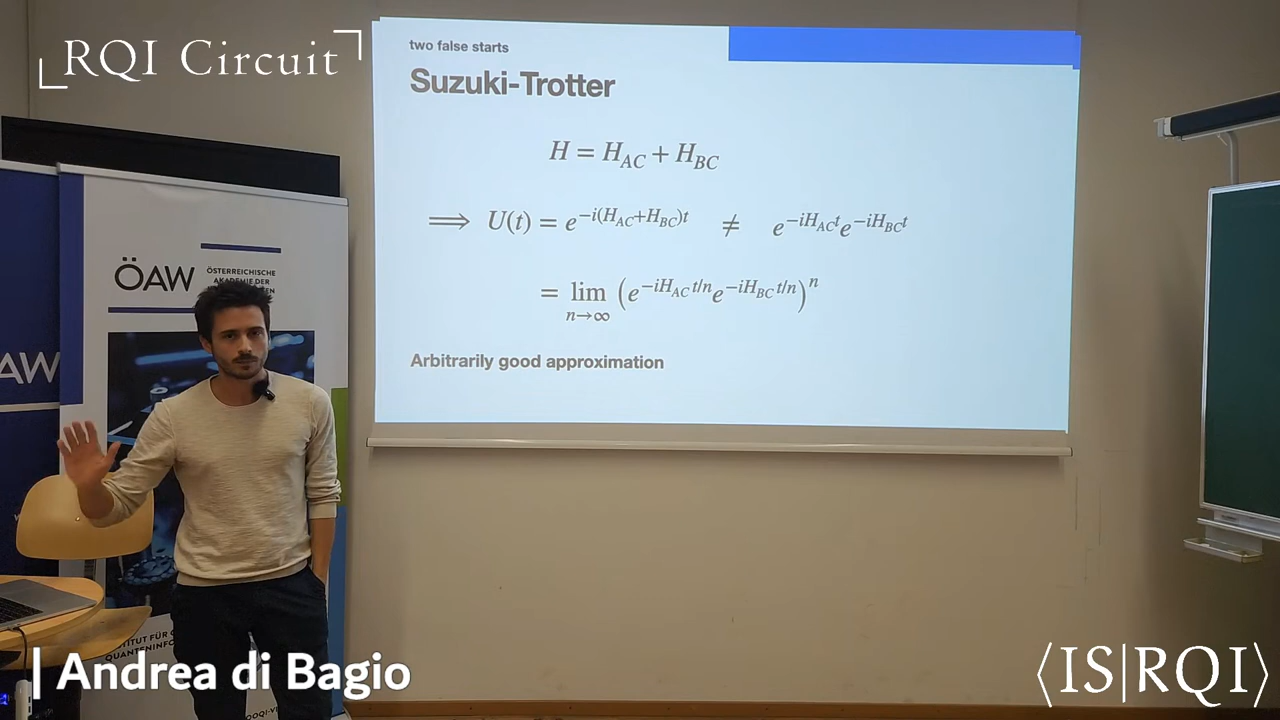 RQI Circuit
two false starts
Suzuki-Trotter
H = H_{AC} + H_{BC}
⟹ U(t) = e^{-i(H_{AC}+H_{BC})t} ≠ e^{-iH_{AC}t}e^{-iH_{BC}t}
= lim_{n→∞} (e^{-iH_{AC} t/n}e^{-iH_{BC} t/n})^n
Arbitrarily good approximation
ÖAW
ÖSTERREICHISCHE
AKADEMIE DER
AW
| Andrea di Bagio
⟨IS|RQI⟩